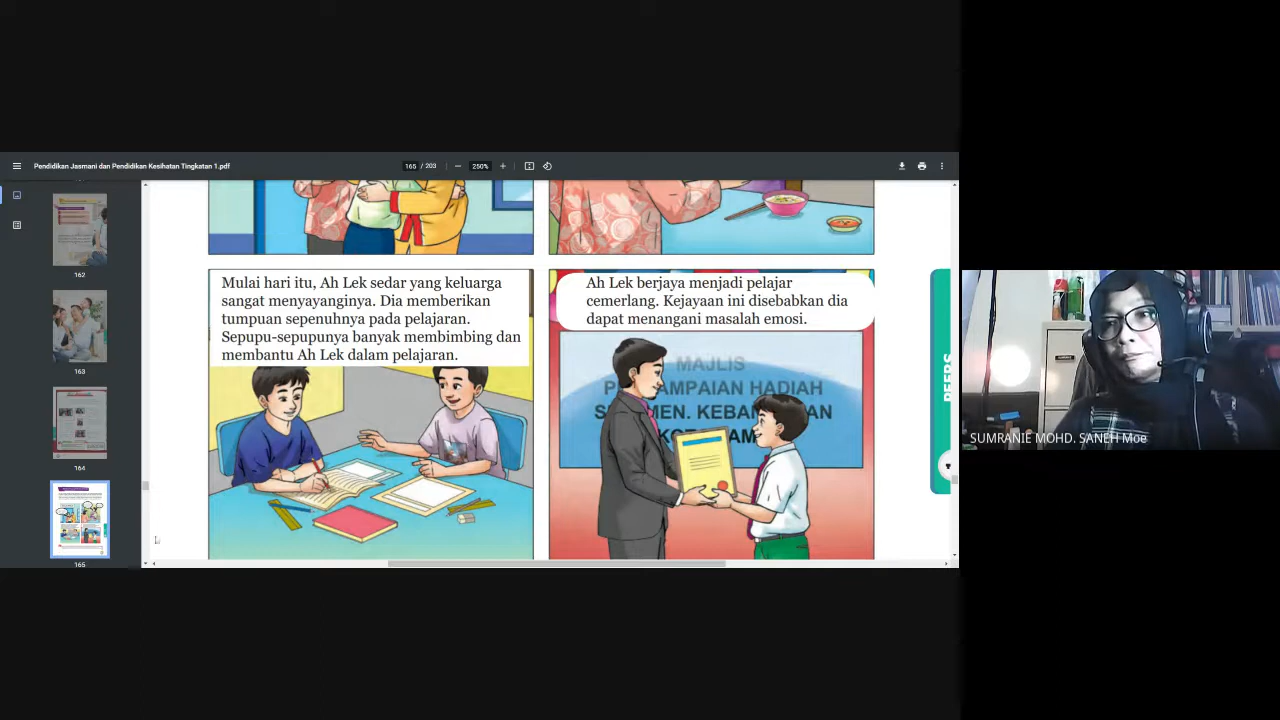 Pendidikan Jasmani dan Pendidikan Kesihatan Tingkatan 1.pdf
165 / 203
250%
162
163
164
165
Mulai hari itu, Ah Lek sedar yang keluarga
sangat menyayanginya. Dia memberikan
tumpuan sepenuhnya pada pelajaran.
Sepupu-sepupunya banyak membimbing dan
membantu Ah Lek dalam pelajaran.
Ah Lek berjaya menjadi pelajar
cemerlang. Kejayaan ini disebabkan dia
dapat menangani masalah emosi.
MAJLIS
AMPAIAN HADIAH
MEN. KEBAN
AN
PEERS
SUMRANIE MOHD. SANEH Moe